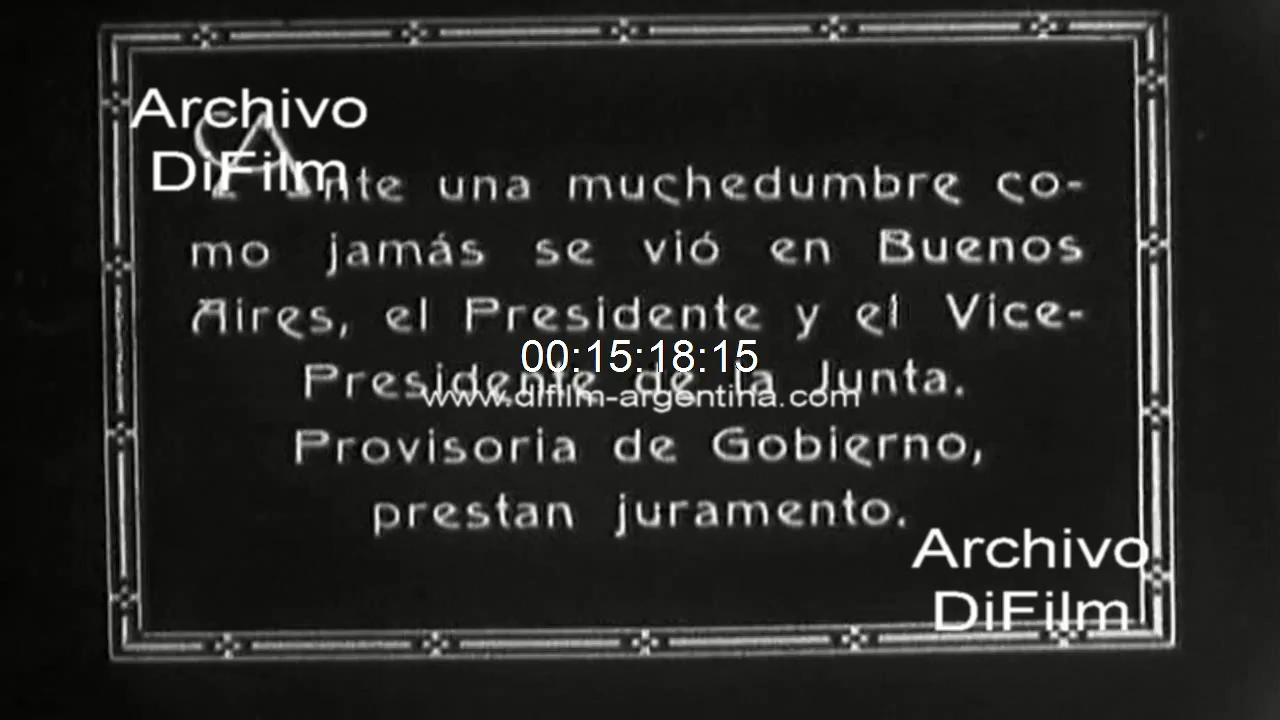 Archivo
DiFilm
Ante una muchedumbre co-
mo jamás se vió en Buenos
Aires, el Presidente y el Vice-
00:15:18:15
Presidente de la Junta.
www.difilm-argentina.com
Provisoria de Gobierno,
prestan juramento.
Archivo
DiFilm